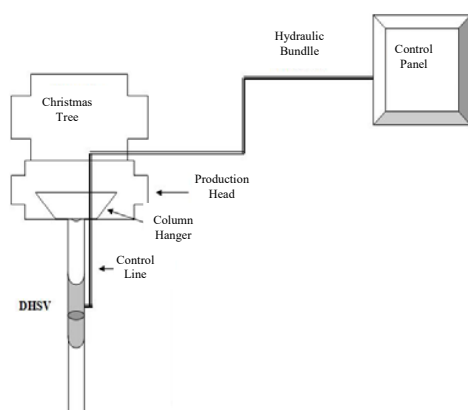 Hydraulic
Bundlle
Control
Panel
Christmas
Tree
Production
Head
Column
Hanger
Control
Line
DHSV